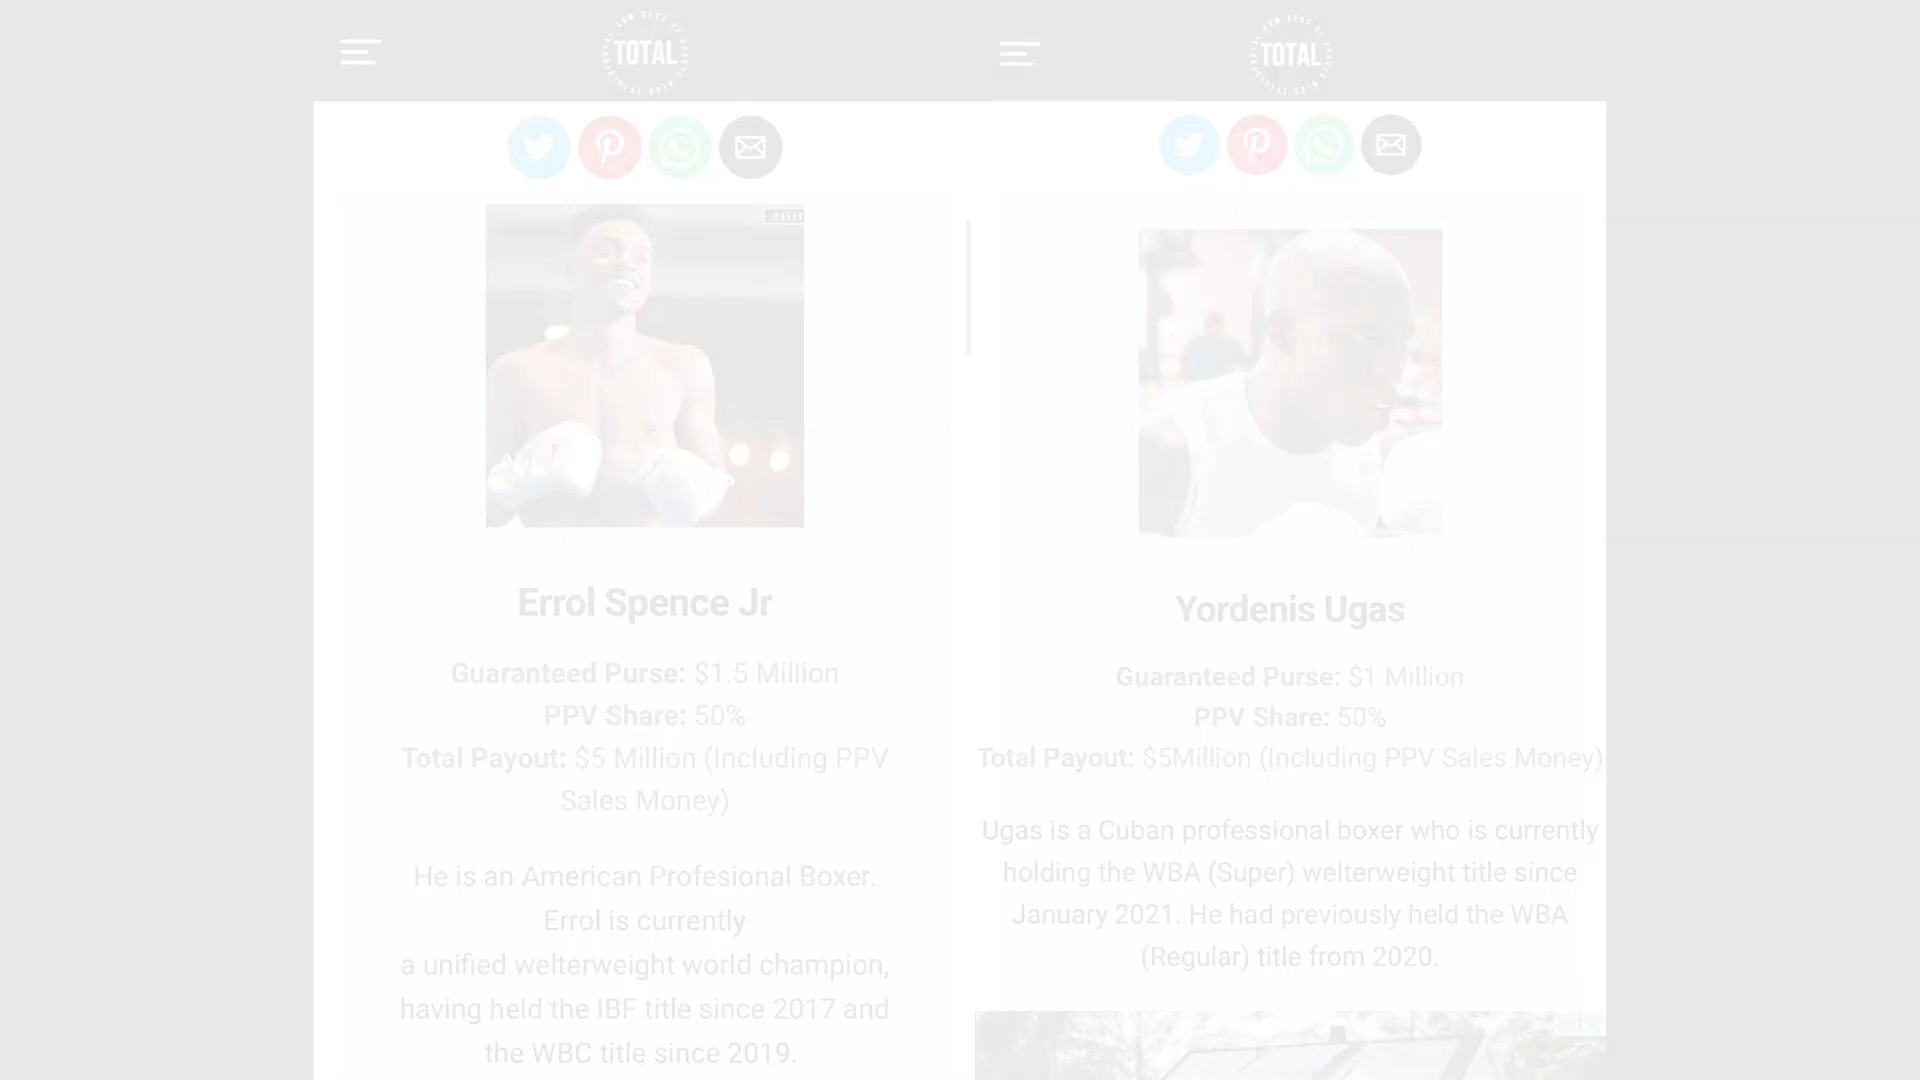 TOTAL
Errol Spence Jr
Guaranteed Purse: $1.5 Million
PPV Share: 50%
Total Payout: $5 Million (Including PPV
Sales Money)
He is an American Profesional Boxer.
Errol is currently
a unified welterweight world champion,
having held the IBF title since 2017 and
the WBC title since 2019.
TOTAL
Yordenis Ugas
Guaranteed Purse: $1 Million
PPV Share: 50%
Total Payout: $5Million (Including PPV Sales Money)
Ugas is a Cuban professional boxer who is currently
holding the WBA (Super) welterweight title since
January 2021. He had previously held the WBA
(Regular) title from 2020.